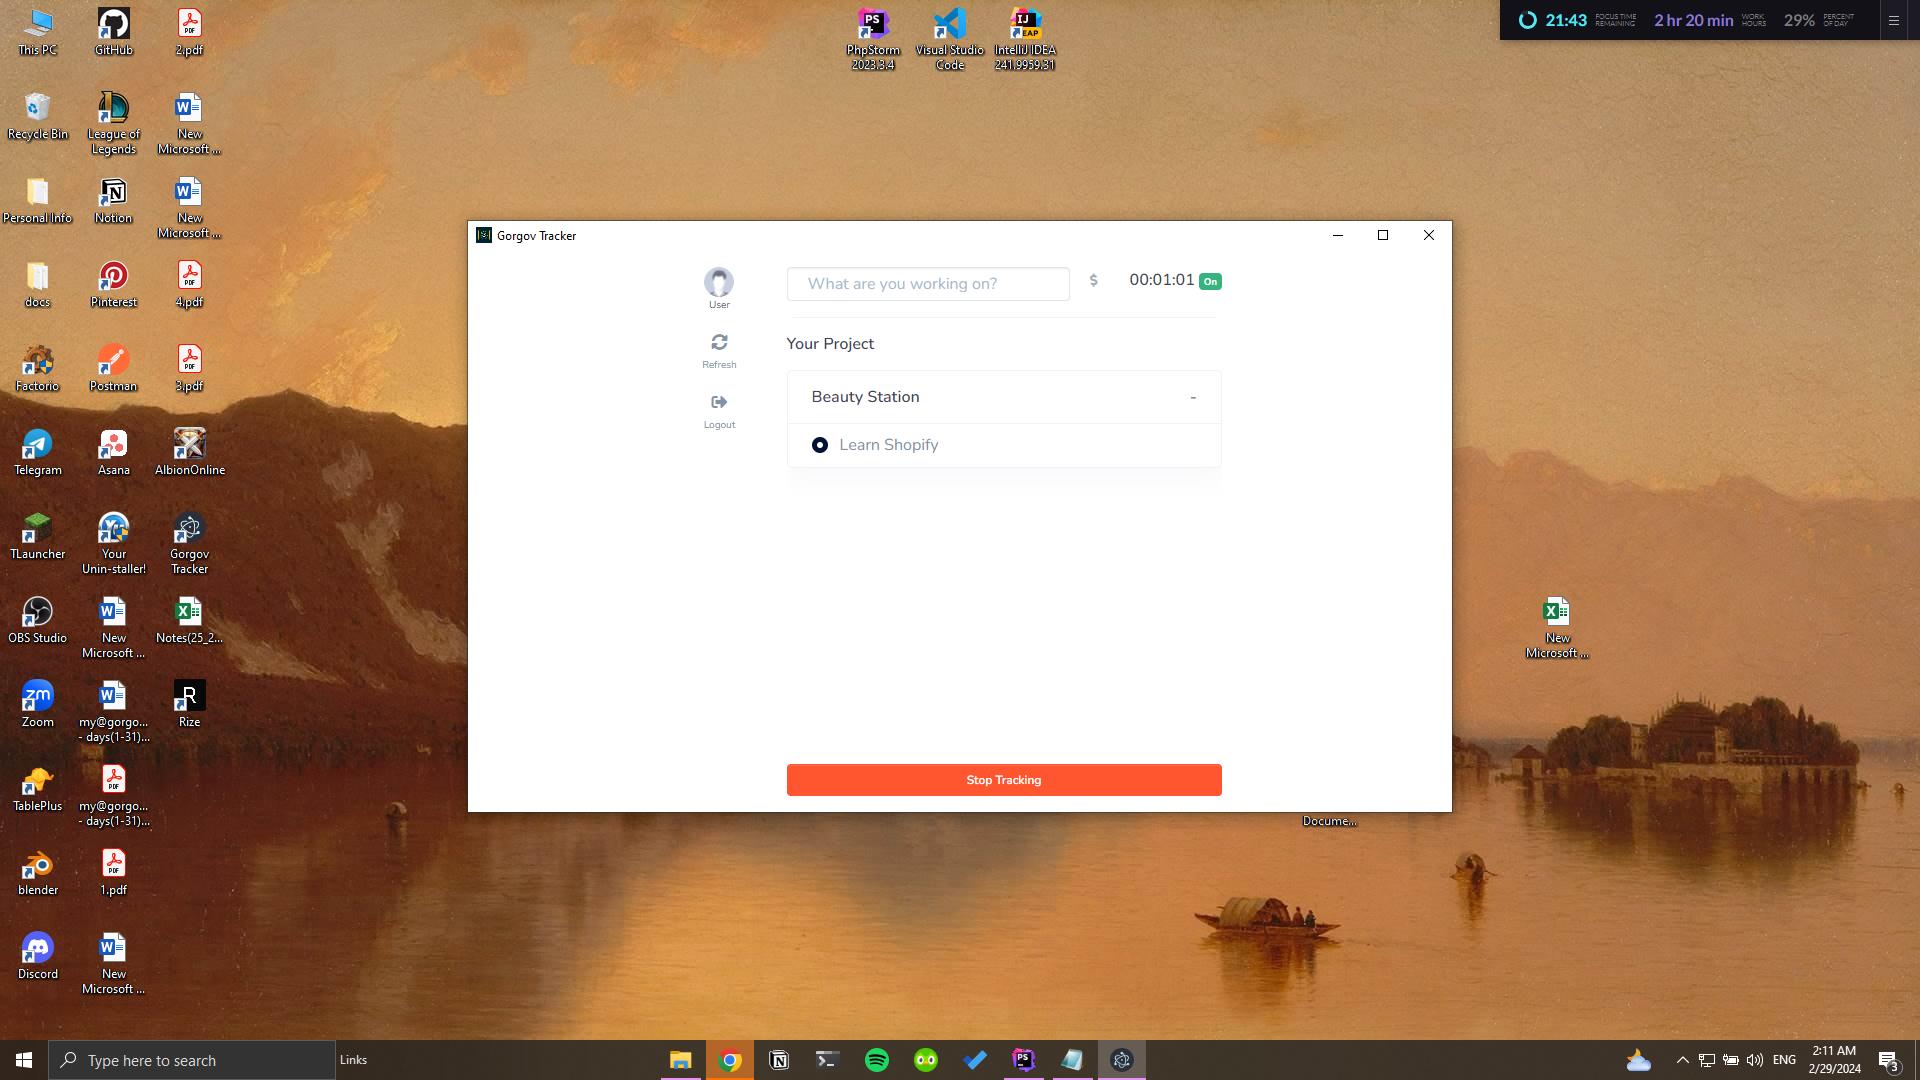 This PC
GitHub
2.pdf
PhpStorm
2023.3.4
Visual Studio
Code
IntelliJ IDEA
241.9959.31
21:43
FOCUS TIME
REMAINING
2 hr 20 min
WORK
HOURS
29%
PERCENT
OF DAY
Recycle Bin
League of
Legends
New
Microsoft ...
Personal Info
Notion
New
Microsoft ...
docs
Pinterest
4.pdf
Factorio
Postman
3.pdf
Telegram
Asana
AlbionOnline
TLauncher
Your
Unin-staller!
Gorgov
Tracker
OBS Studio
New
Microsoft ...
Notes(25_2...
Zoom
my@gorgo...
- days(1-31)...
Rize
TablePlus
my@gorgo...
- days(1-31)...
blender
1.pdf
Discord
New
Microsoft ...
Gorgov Tracker
User
What are you working on?
$
00:01:01
On
Refresh
Your Project
Logout
Beauty Station
-
Learn Shopify
Stop Tracking
New
Microsoft ...
Docume...
Type here to search
Links
ENG
2:11 AM
2/29/2024
3